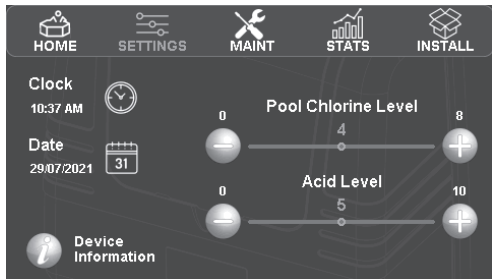 HOME SETTINGS MAINT STATS INSTALL
Clock
10:37 AM
Date
29/07/2021
31
Device
Information
Pool Chlorine Level
0 4 8
Acid Level
0 5 10